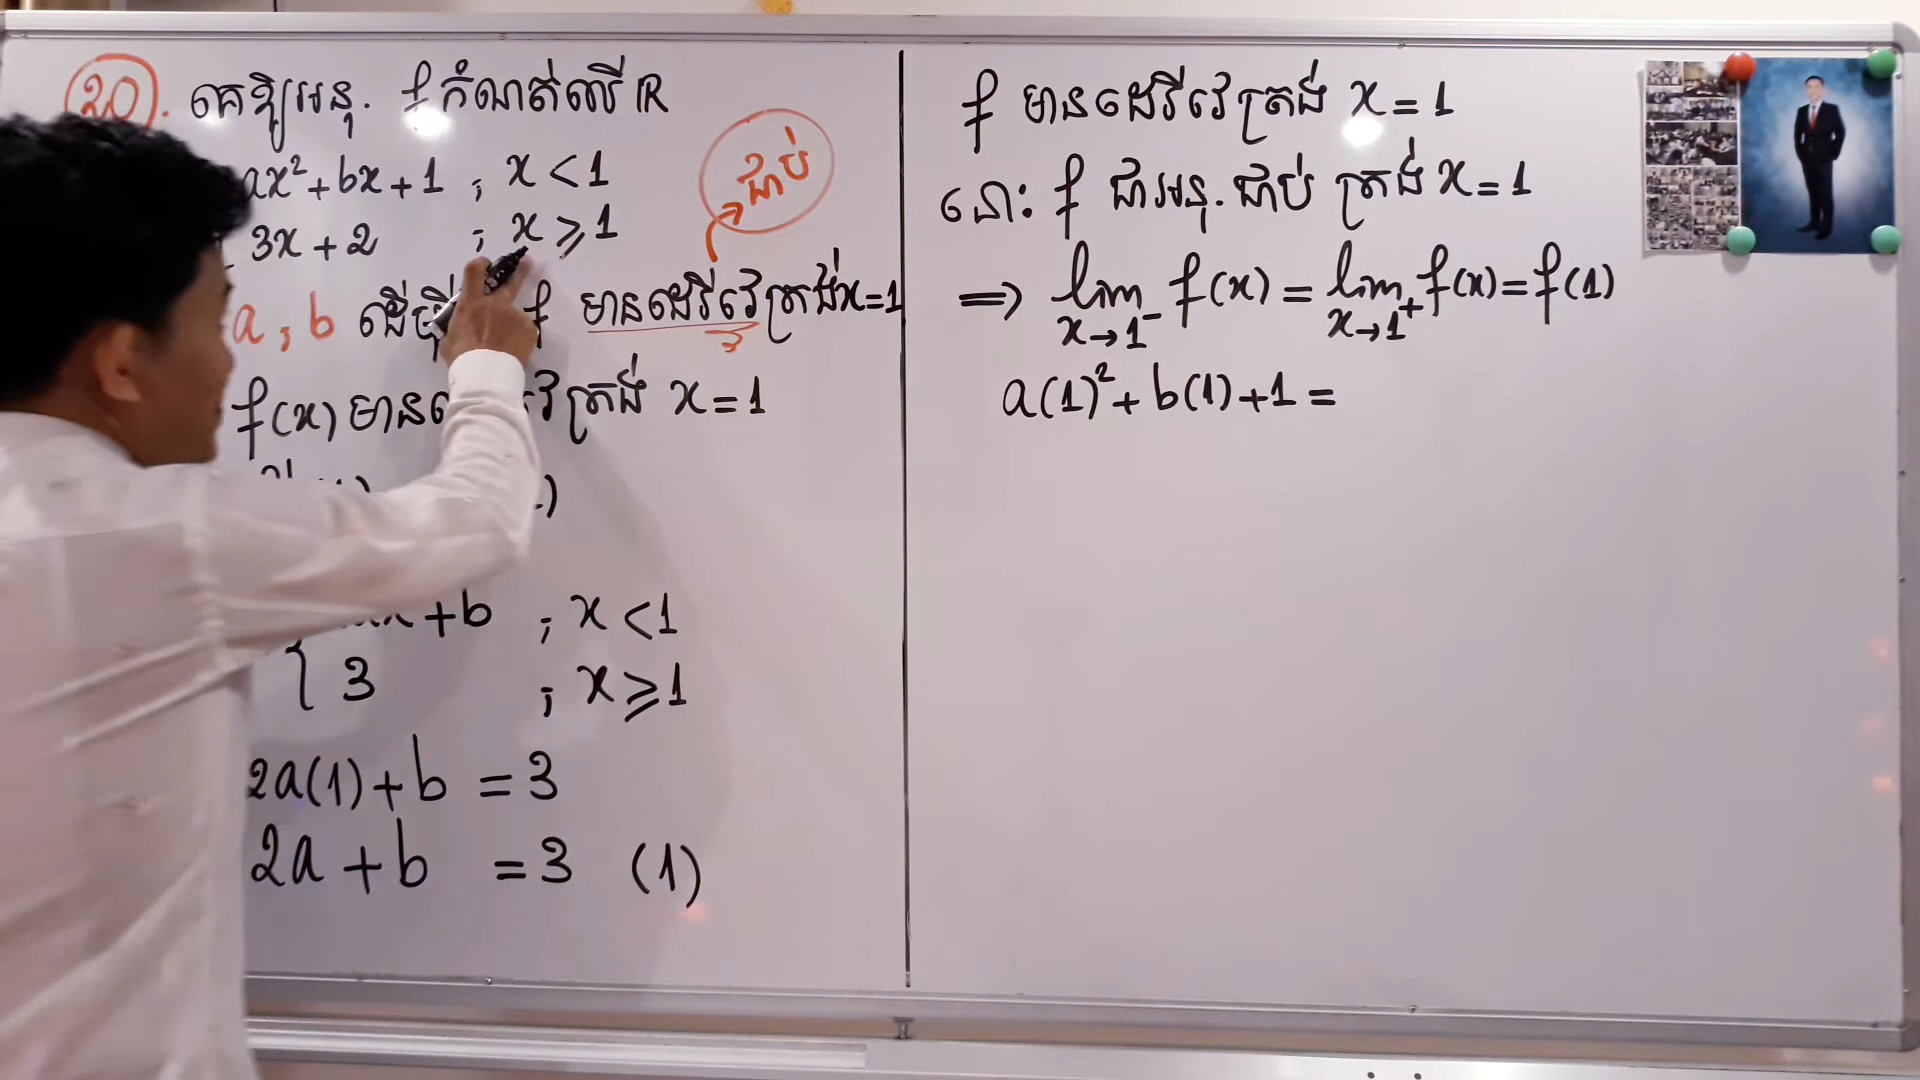 20. គេឱ្យអនុ. f កំណត់លើ ℝ
ax²+bx+1 ; x<1
3x+2 ; x⩾1
ជាប់
a ; b ដើម្បី f មានដេរីវេត្រង់ x=1
f(x) មាន ត្រង់ x=1
+b ; x<1
{ 3 ; x⩾1
2a(1)+b = 3
2a+b = 3 (1)
f មានដេរីវេត្រង់ x=1
នោះ f ជាអនុ. ជាប់ ត្រង់ x=1
⟹ lim x→1⁻ f(x) = lim x→1⁺ f(x) = f(1)
a(1)²+b(1)+1=